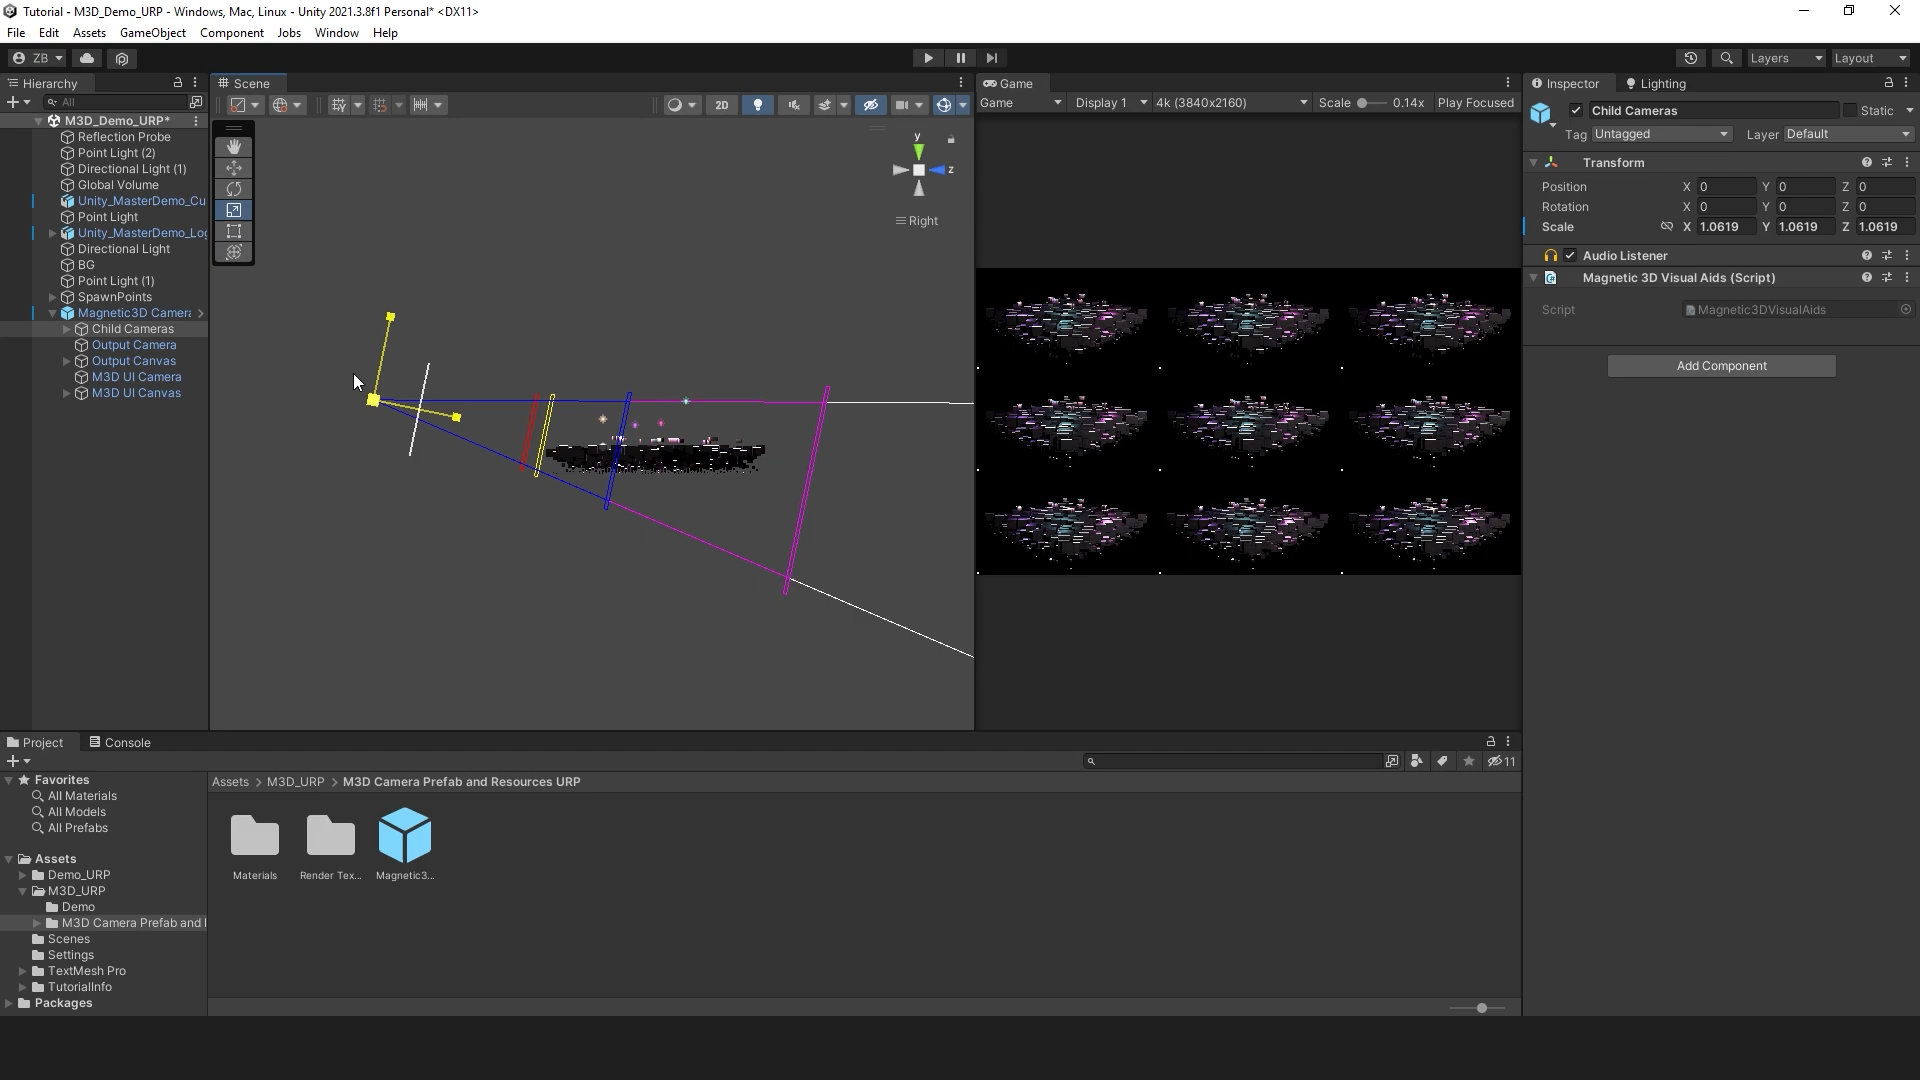 Tutorial - M3D_Demo_URP - Windows, Mac, Linux - Unity 2021.3.8f1 Personal* <DX11>
File Edit Assets GameObject Component Jobs Window Help
ZB Layers Layout
Hierarchy
All
M3D_Demo_URP*
Reflection Probe
Point Light (2)
Directional Light (1)
Global Volume
Unity_MasterDemo_Cu
Point Light
Unity_MasterDemo_Log
Directional Light
BG
Point Light (1)
SpawnPoints
Magnetic3D Camera
Child Cameras
Output Camera
Output Canvas
M3D UI Camera
M3D UI Canvas
Scene
2D
y
z
Right
Game
Game Display 1 4k (3840x2160) Scale 0.14x Play Focused
Inspector Lighting
Child Cameras Static
Tag Untagged Layer Default
Transform
Position X 0 Y 0 Z 0
Rotation X 0 Y 0 Z 0
Scale X 1.0619 Y 1.0619 Z 1.0619
Audio Listener
Magnetic 3D Visual Aids (Script)
Script Magnetic3DVisualAids
Add Component
Project Console
11
Favorites
All Materials
All Models
All Prefabs
Assets
Demo_URP
M3D_URP
Demo
M3D Camera Prefab and
Scenes
Settings
TextMesh Pro
TutorialInfo
Packages
Assets > M3D_URP > M3D Camera Prefab and Resources URP
Materials
Render Tex...
Magnetic3...